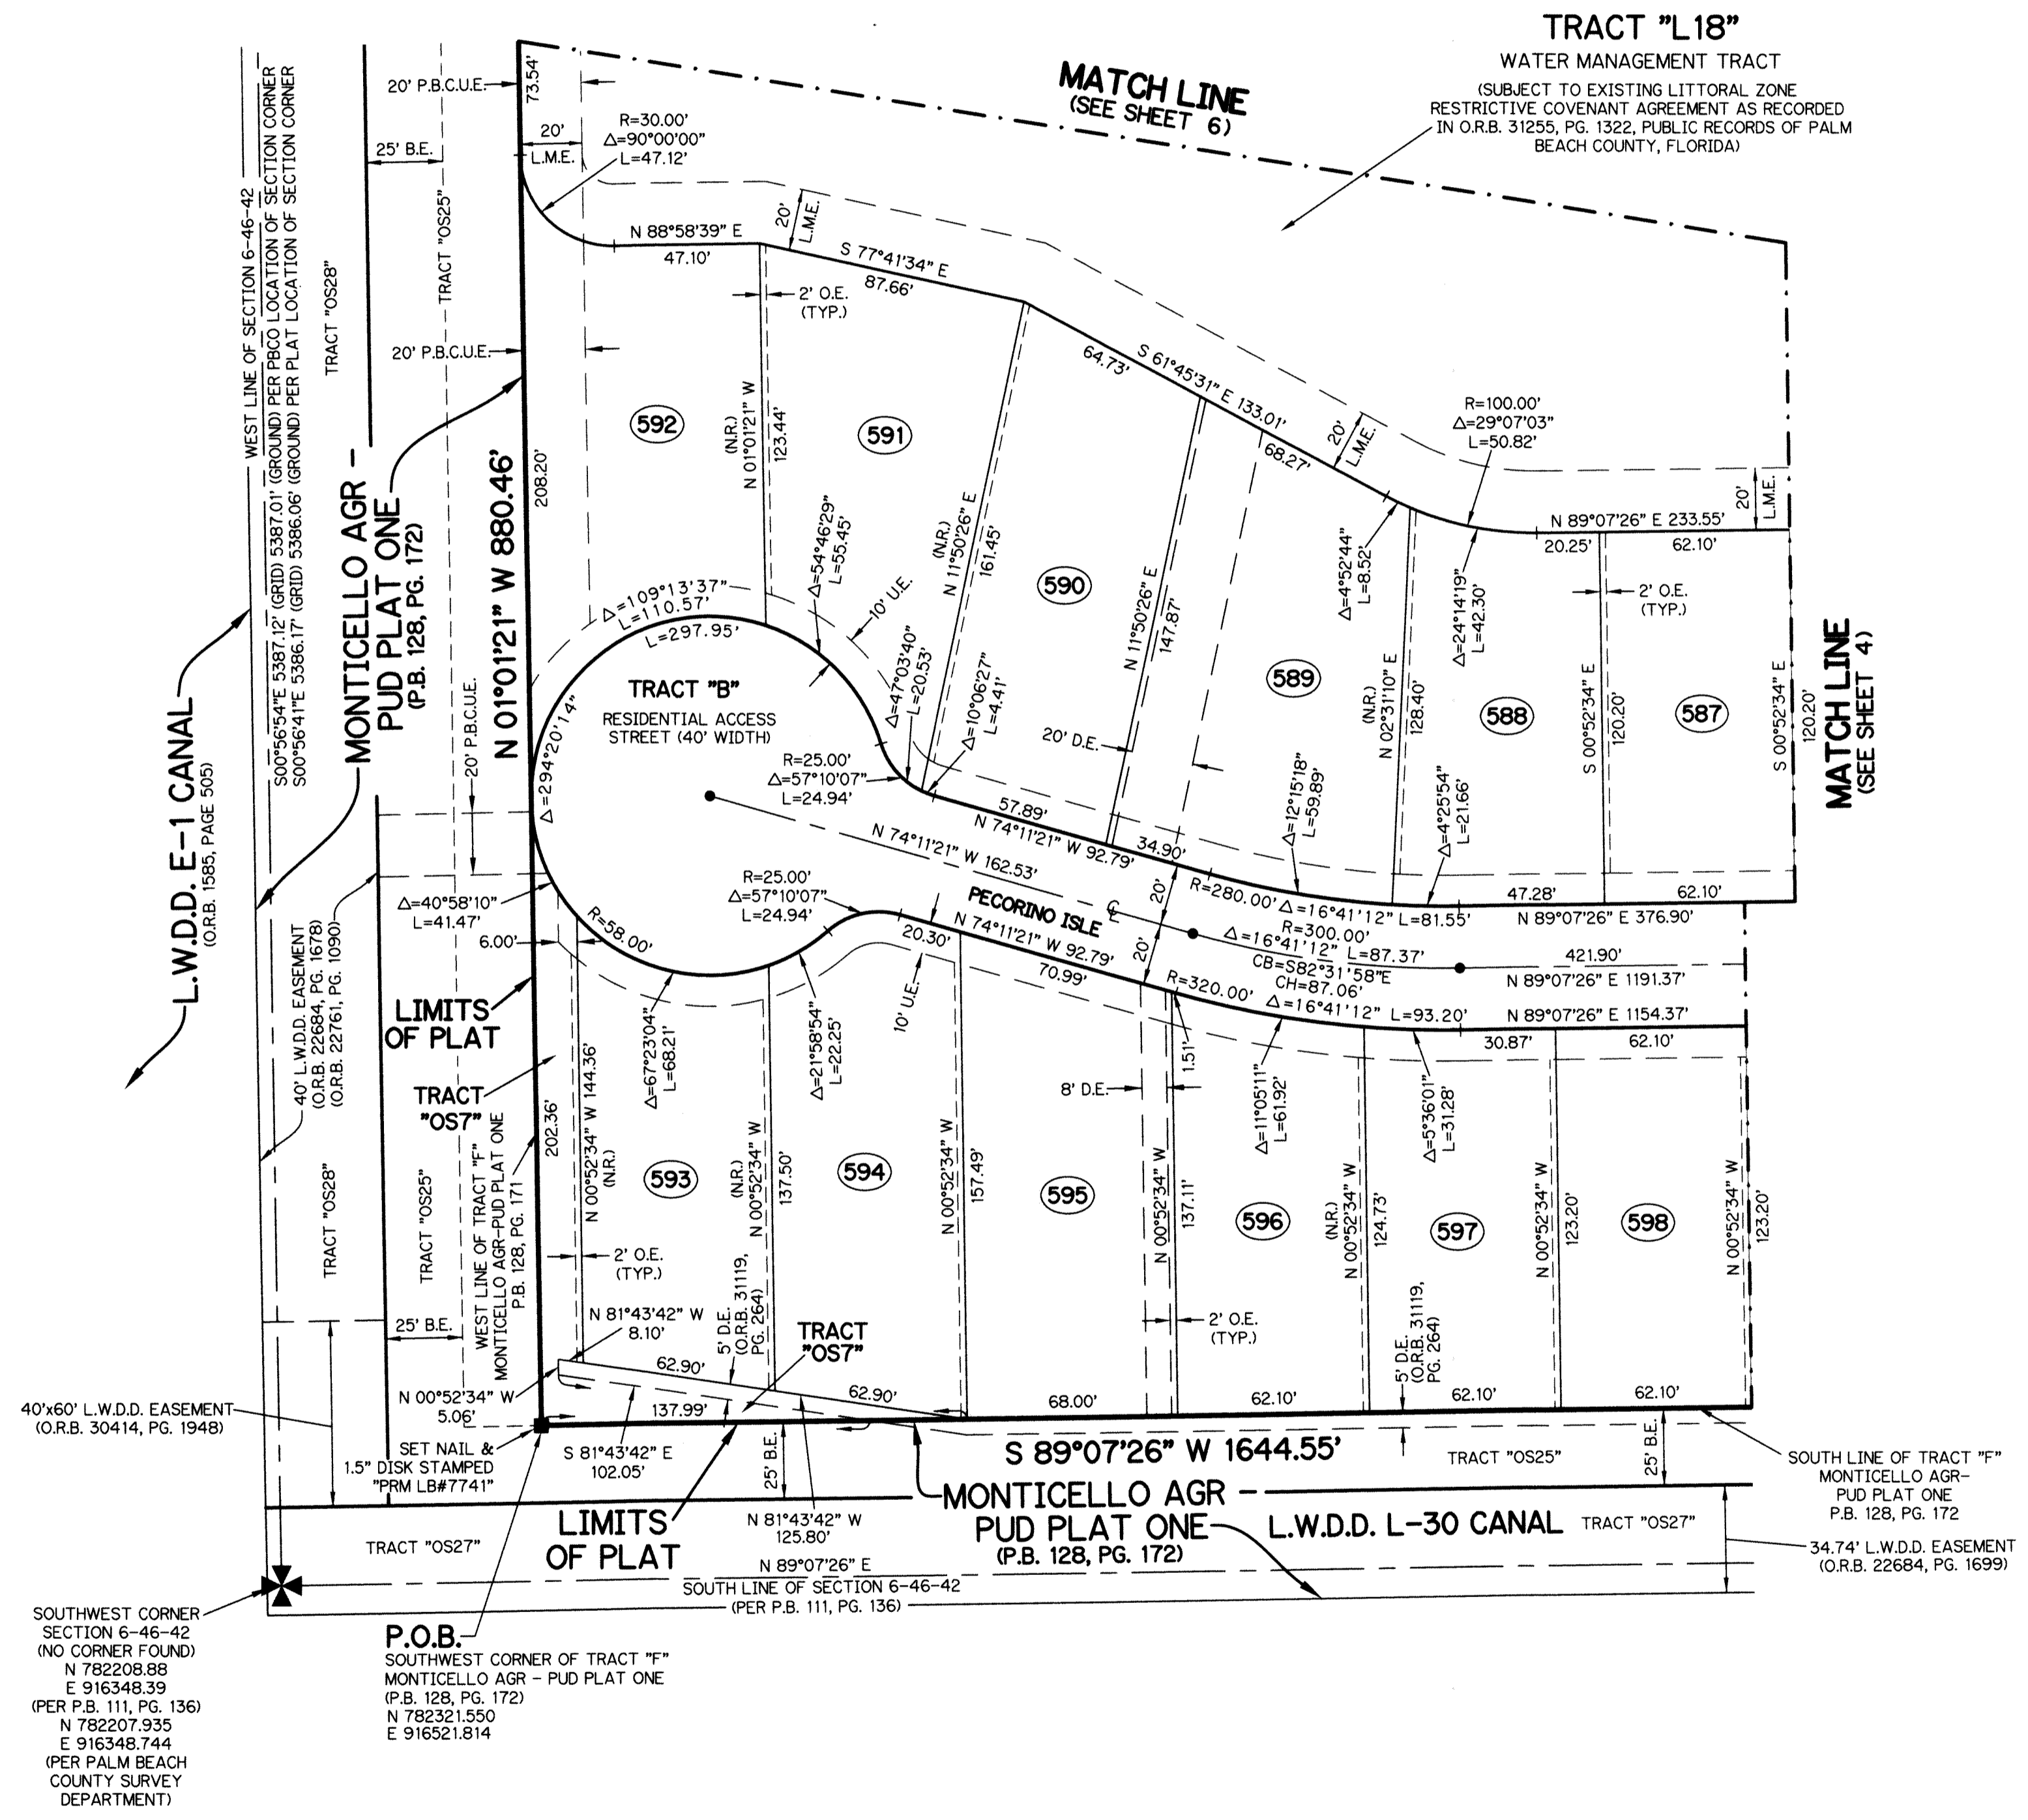 TRACT "L18"
WATER MANAGEMENT TRACT
(SUBJECT TO EXISTING LITTORAL ZONE
RESTRICTIVE COVENANT AGREEMENT AS RECORDED
IN O.R.B. 31255, PG. 1322, PUBLIC RECORDS OF PALM
BEACH COUNTY, FLORIDA)
MATCH LINE
(SEE SHEET 6)
20' P.B.C.U.E.
73.54'
25' B.E.
20'
L.M.E.
R=30.00'
Δ=90°00'00"
L=47.12'
N 88°58'39" E
47.10'
20'
L.M.E.
S 77°41'34" E
87.66'
2' O.E.
(TYP.)
WEST LINE OF SECTION 6-46-42
S00°56'54"E 5387.12' (GRID) 5387.01' (GROUND) PER PBCO LOCATION OF SECTION CORNER
S00°56'41"E 5386.17' (GRID) 5386.06' (GROUND) PER PLAT LOCATION OF SECTION CORNER
TRACT "OS28"
TRACT "OS25"
20' P.B.C.U.E.
S 61°45'31" E 133.01'
64.73'
68.27'
20'
L.M.E.
R=100.00'
Δ=29°07'03"
L=50.82'
20'
L.M.E.
N 89°07'26" E 233.55'
20.25'
62.10'
592
591
590
589
588
587
(N.R.)
N 01°01'21" W
123.44'
208.20'
N 01°01'21" W 880.46'
MONTICELLO AGR -
PUD PLAT ONE
(P.B. 128, PG. 172)
Δ=54°46'29"
L=55.45'
10' U.E.
(N.R.)
N 11°50'26" E
161.45'
N 11°50'26" E
147.87'
Δ=4°52'44"
L=8.52'
Δ=24°14'19"
L=42.30'
2' O.E.
(TYP.)
(N.R.)
N 02°31'10" E
128.40'
S 00°52'34" E
120.20'
S 00°52'34" E
120.20'
MATCH LINE
(SEE SHEET 4)
Δ=109°13'37"
L=110.57'
L=297.95'
Δ=294°20'14"
TRACT "B"
RESIDENTIAL ACCESS
STREET (40' WIDTH)
Δ=47°03'40"
L=20.53'
Δ=10°06'27"
L=4.41'
R=25.00'
Δ=57°10'07"
L=24.94'
20' D.E.
Δ=12°15'18"
L=59.89'
Δ=4°25'54"
L=21.66'
57.89'
N 74°11'21" W 92.79'
34.90'
N 74°11'21" W 162.53'
R=280.00' Δ=16°41'12" L=81.55'
47.28'
62.10'
N 89°07'26" E 376.90'
20'
20'
PECORINO ISLE
R=300.00'
Δ=16°41'12" L=87.37'
CB=S82°31'58"E
CH=87.06'
421.90'
N 89°07'26" E 1191.37'
L.W.D.D. E-1 CANAL
(O.R.B. 1585, PAGE 505)
20' P.B.C.U.E.
40' L.W.D.D. EASEMENT
(O.R.B. 22684, PG. 1678)
(O.R.B. 22761, PG. 1090)
Δ=40°58'10"
L=41.47'
6.00'
R=58.00'
R=25.00'
Δ=57°10'07"
L=24.94'
20.30'
N 74°11'21" W 92.79'
70.99'
R=320.00' Δ=16°41'12" L=93.20'
N 89°07'26" E 1154.37'
30.87'
62.10'
LIMITS
OF PLAT
TRACT
"OS7"
202.36'
N 00°52'34" W 144.36'
(N.R.)
Δ=67°23'04"
L=68.21'
Δ=21°58'54"
L=22.25'
10' U.E.
8' D.E.
1.51'
Δ=11°05'11"
L=61.92'
Δ=5°36'01"
L=31.28'
593
594
595
596
597
598
(N.R.)
N 00°52'34" W
137.50'
N 00°52'34" W
157.49'
N 00°52'34" W
137.11'
(N.R.)
N 00°52'34" W
124.73'
N 00°52'34" W
123.20'
N 00°52'34" W
123.20'
TRACT "OS28"
TRACT "OS25"
WEST LINE OF TRACT "F"
MONTICELLO AGR-PUD PLAT ONE
P.B. 128, PG. 171
2' O.E.
(TYP.)
N 81°43'42" W
8.10'
5' D.E.
(O.R.B. 31119,
PG. 264)
TRACT
"OS7"
2' O.E.
(TYP.)
5' D.E.
(O.R.B. 31119,
PG. 264)
25' B.E.
62.90'
62.90'
68.00'
62.10'
62.10'
62.10'
N 00°52'34" W
5.06'
137.99'
40'x60' L.W.D.D. EASEMENT
(O.R.B. 30414, PG. 1948)
SET NAIL &
1.5" DISK STAMPED
"PRM LB#7741"
S 81°43'42" E
102.05'
25' B.E.
S 89°07'26" W 1644.55'
TRACT "OS25"
25' B.E.
SOUTH LINE OF TRACT "F"
MONTICELLO AGR-
PUD PLAT ONE
P.B. 128, PG. 172
LIMITS
OF PLAT
N 81°43'42" W
125.80'
MONTICELLO AGR -
PUD PLAT ONE
(P.B. 128, PG. 172)
L.W.D.D. L-30 CANAL
TRACT "OS27"
TRACT "OS27"
34.74' L.W.D.D. EASEMENT
(O.R.B. 22684, PG. 1699)
N 89°07'26" E
SOUTH LINE OF SECTION 6-46-42
(PER P.B. 111, PG. 136)
SOUTHWEST CORNER
SECTION 6-46-42
(NO CORNER FOUND)
N 782208.88
E 916348.39
(PER P.B. 111, PG. 136)
N 782207.935
E 916348.744
(PER PALM BEACH
COUNTY SURVEY
DEPARTMENT)
P.O.B.
SOUTHWEST CORNER OF TRACT "F"
MONTICELLO AGR - PUD PLAT ONE
(P.B. 128, PG. 172)
N 782321.550
E 916521.814